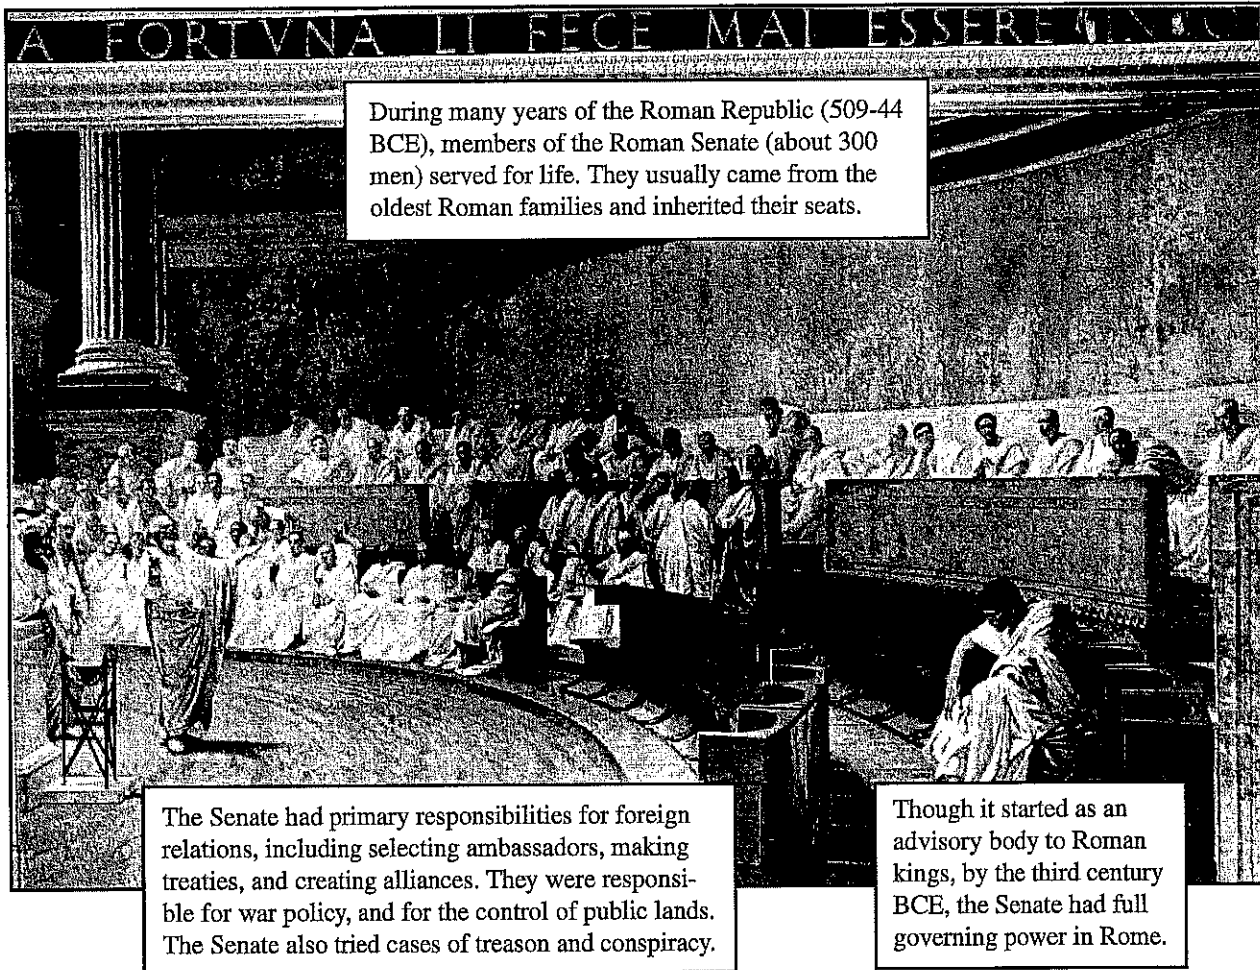 A FORTVNA LI FECE MAI ESSERE
During many years of the Roman Republic (509-44
BCE), members of the Roman Senate (about 300
men) served for life. They usually came from the
oldest Roman families and inherited their seats.
The Senate had primary responsibilities for foreign
relations, including selecting ambassadors, making
treaties, and creating alliances. They were responsi-
ble for war policy, and for the control of public lands.
The Senate also tried cases of treason and conspiracy.
Though it started as an
advisory body to Roman
kings, by the third century
BCE, the Senate had full
governing power in Rome.